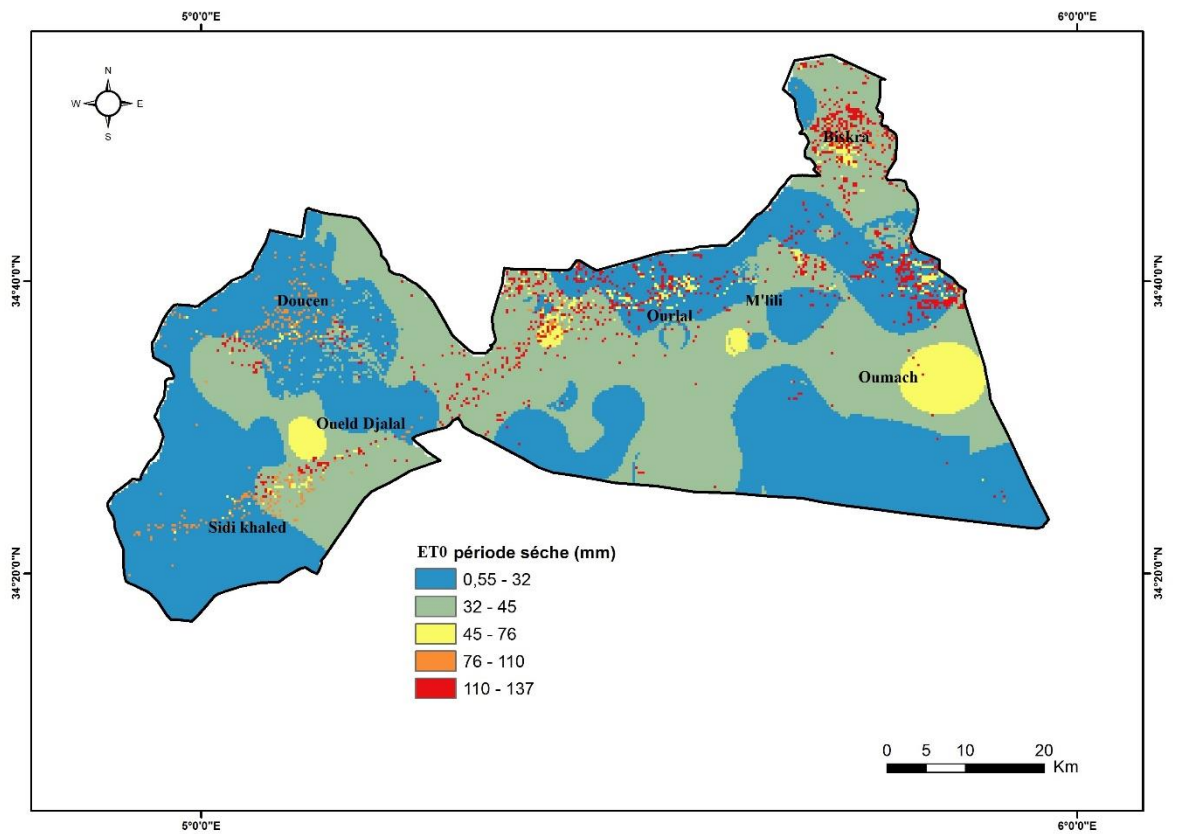 5°0'0"E
6°0'0"E
N
W
E
S
Biskra
34°40'0"N
34°40'0"N
Doucen
M'lili
Ourlal
Oumach
Oueld Djalal
Sidi khaled
ET0 période séche (mm)
0,55 - 32
32 - 45
45 - 76
76 - 110
110 - 137
34°20'0"N
34°20'0"N
0 5 10 20
Km
5°0'0"E
6°0'0"E